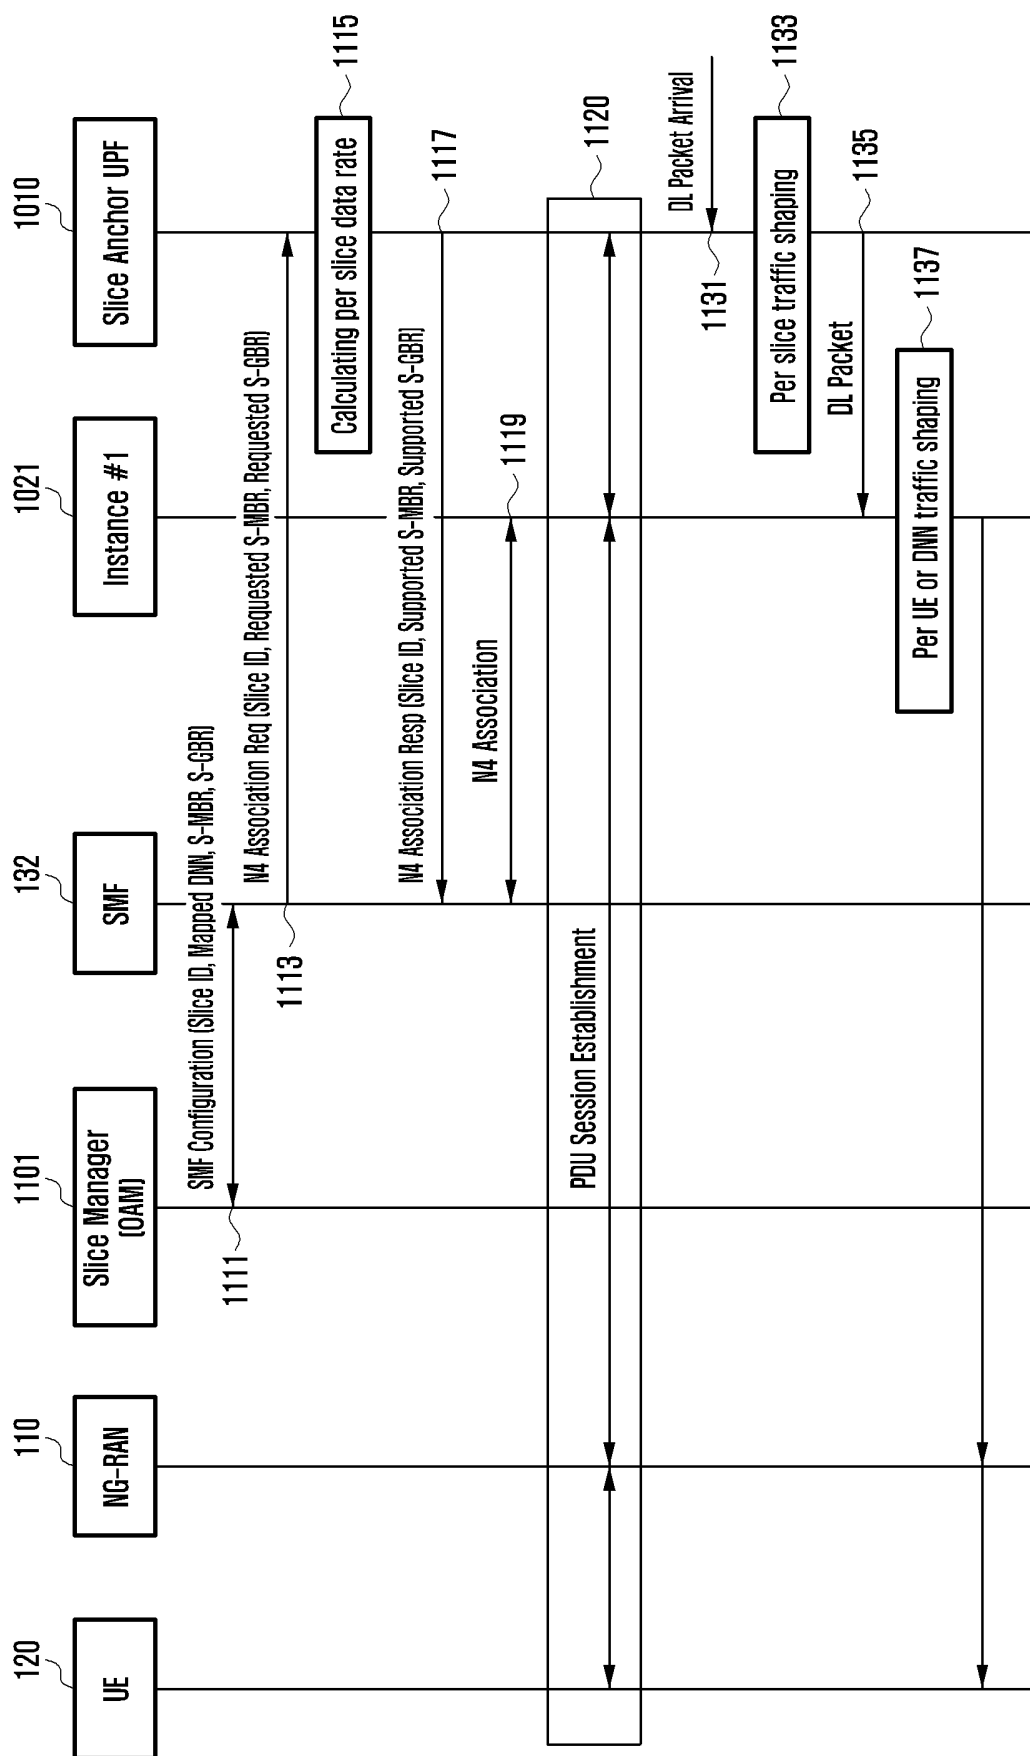 120
UE
110
NG-RAN
1101
Slice Manager
(OAM)
132
SMF
1021
Instance #1
1010
Slice Anchor UPF
SMF Configuration (Slice ID, Mapped DNN, S-MBR, S-GBR)
1111
N4 Association Req (Slice ID, Requested S-MBR, Requested S-GBR)
1113
Calculating per slice data rate
1115
N4 Association Resp (Slice ID, Supported S-MBR, Supported S-GBR)
1117
N4 Association
1119
PDU Session Establishment
1120
DL Packet Arrival
1131
Per slice traffic shaping
1133
DL Packet
1135
Per UE or DNN traffic shaping
1137